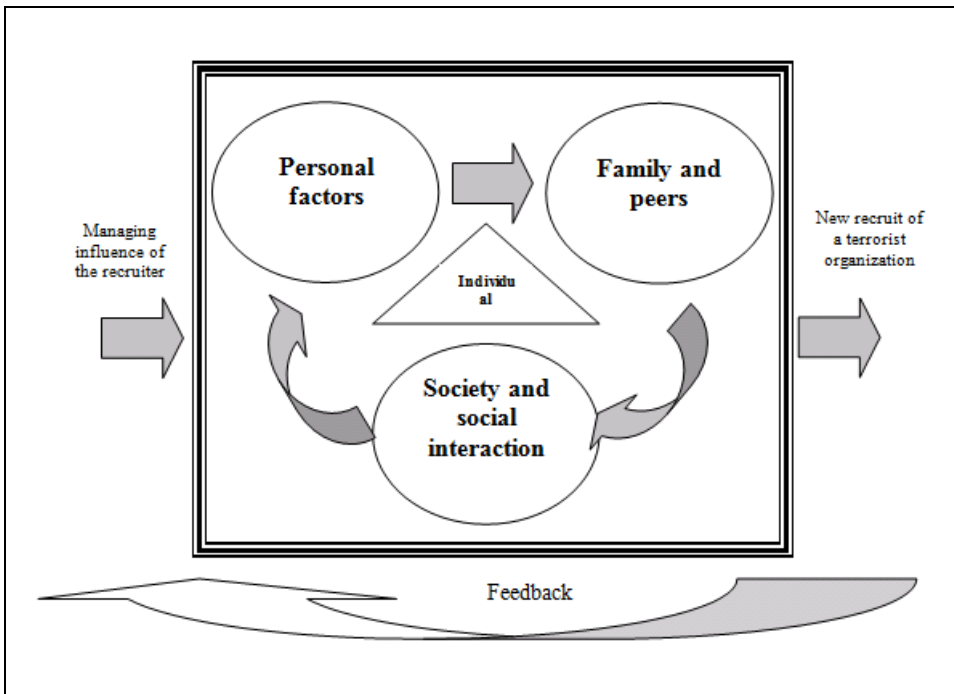 Personal
factors
Family and
peers
Managing
influence of
the recruiter
New recruit of
a terrorist
organization
Individu
al
Society and
social
interaction
Feedback